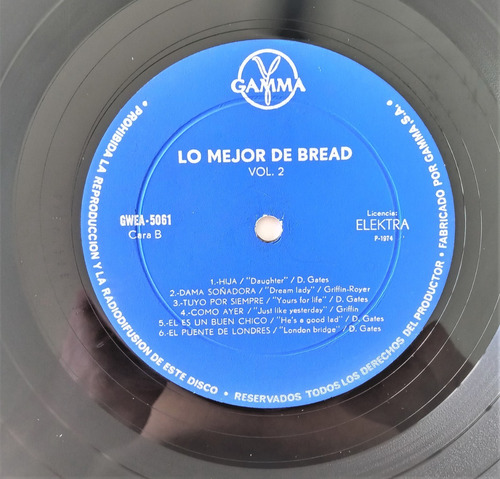 GAMMA
LO MEJOR DE BREAD
VOL. 2
GWEA-5061
Cara B
Licencia:
ELEKTRA
P-1974
1.-HIJA / "Daughter" / D. Gates
2.-DAMA SOÑADORA / "Dream lady" / Griffin-Royer
3.-TUYO POR SIEMPRE / "Yours for life" / D. Gates
4.-COMO AYER / "Just like yesterday" / Griffin
5.-EL ES UN BUEN CHICO / "He's a good lad" / D. Gates
6.-EL PUENTE DE LONDRES / "London bridge" / D. Gates
• PROHIBIDA LA REPRODUCCION Y LA RADIODIFUSION DE ESTE DISCO • RESERVADOS TODOS LOS DERECHOS DEL PRODUCTOR • FABRICADO POR GAMMA, S.A. •